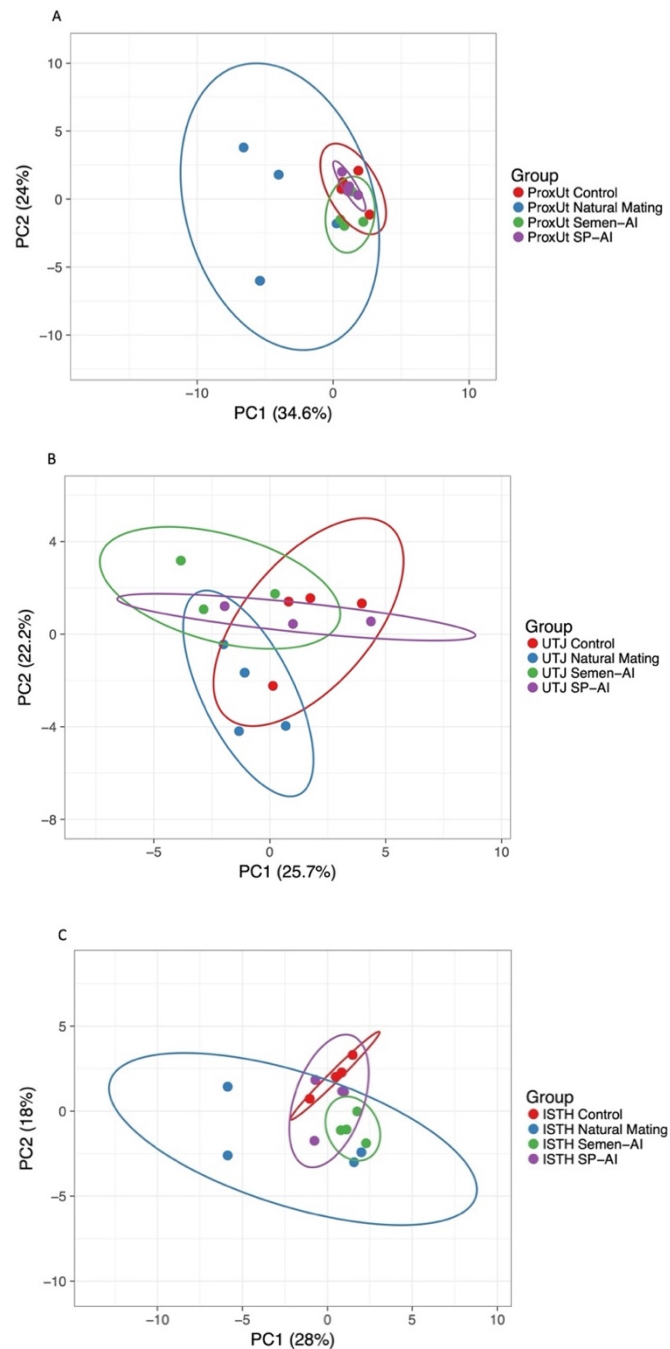 A
10
5
0
−5
−10
PC2 (24%)
−10
0
10
PC1 (34.6%)
Group
ProxUt Control
ProxUt Natural Mating
ProxUt Semen-AI
ProxUt SP-AI
B
4
0
−4
−8
PC2 (22.2%)
−5
0
5
10
PC1 (25.7%)
Group
UTJ Control
UTJ Natural Mating
UTJ Semen-AI
UTJ SP-AI
C
5
0
−5
−10
PC2 (18%)
−10
−5
0
5
10
PC1 (28%)
Group
ISTH Control
ISTH Natural Mating
ISTH Semen-AI
ISTH SP-AI